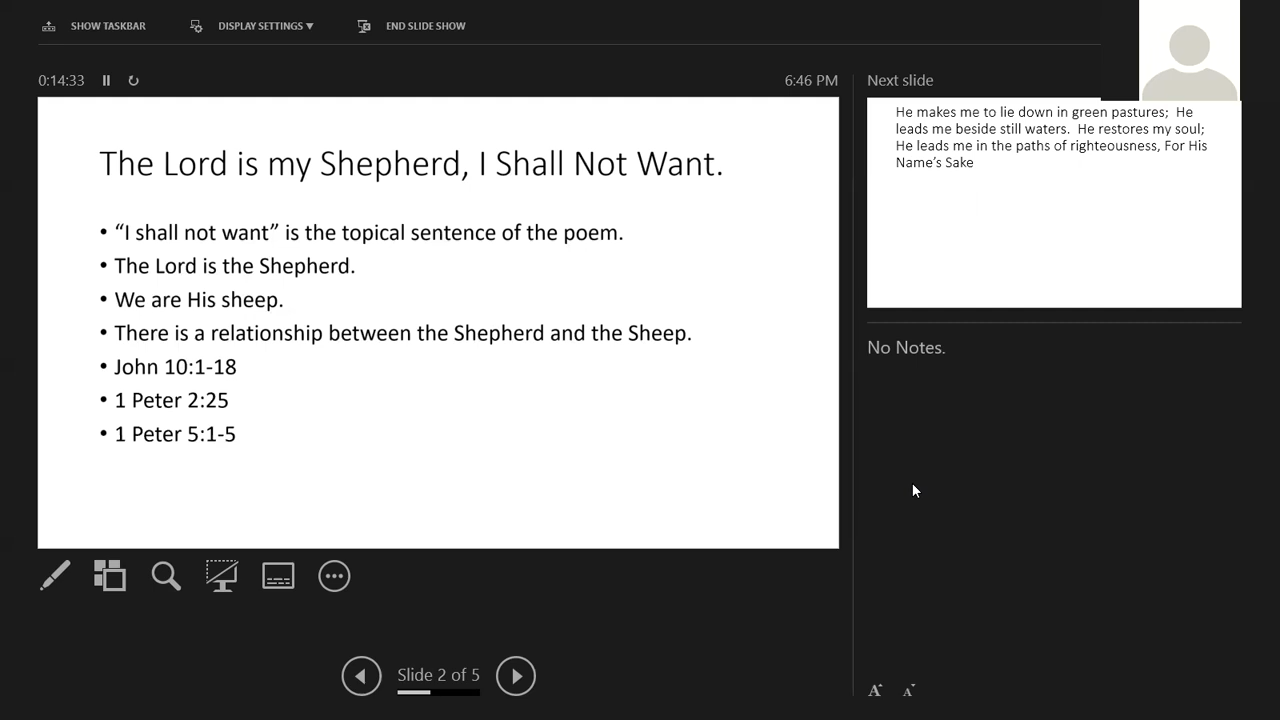 SHOW TASKBAR
DISPLAY SETTINGS ▼
END SLIDE SHOW
0:14:33
6:46 PM
The Lord is my Shepherd, I Shall Not Want.
• “I shall not want” is the topical sentence of the poem.
• The Lord is the Shepherd.
• We are His sheep.
• There is a relationship between the Shepherd and the Sheep.
• John 10:1-18
• 1 Peter 2:25
• 1 Peter 5:1-5
Slide 2 of 5
Next slide
He makes me to lie down in green pastures;  He
leads me beside still waters.  He restores my soul;
He leads me in the paths of righteousness, For His
Name’s Sake
No Notes.
A A